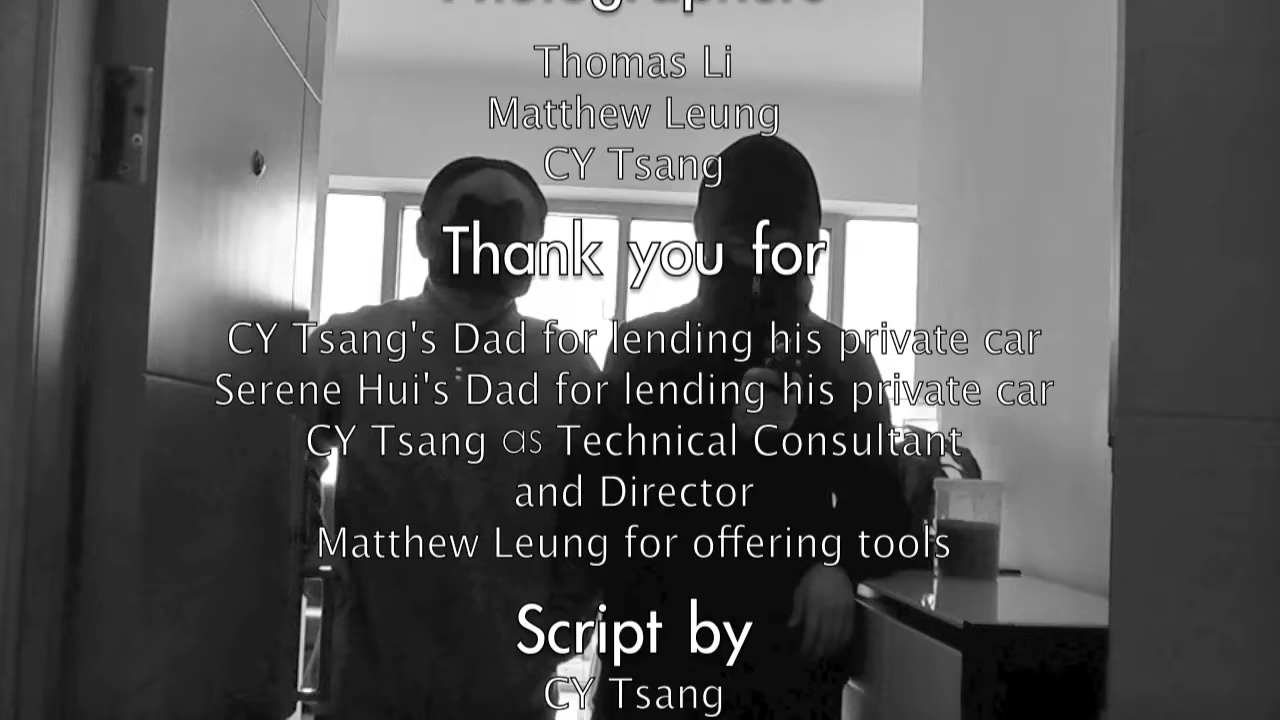 Photographers
Thomas Li
Matthew Leung
CY Tsang
Thank you for
CY Tsang's Dad for lending his private car
Serene Hui's Dad for lending his private car
CY Tsang as Technical Consultant
and Director
Matthew Leung for offering tools
Script by
CY Tsang